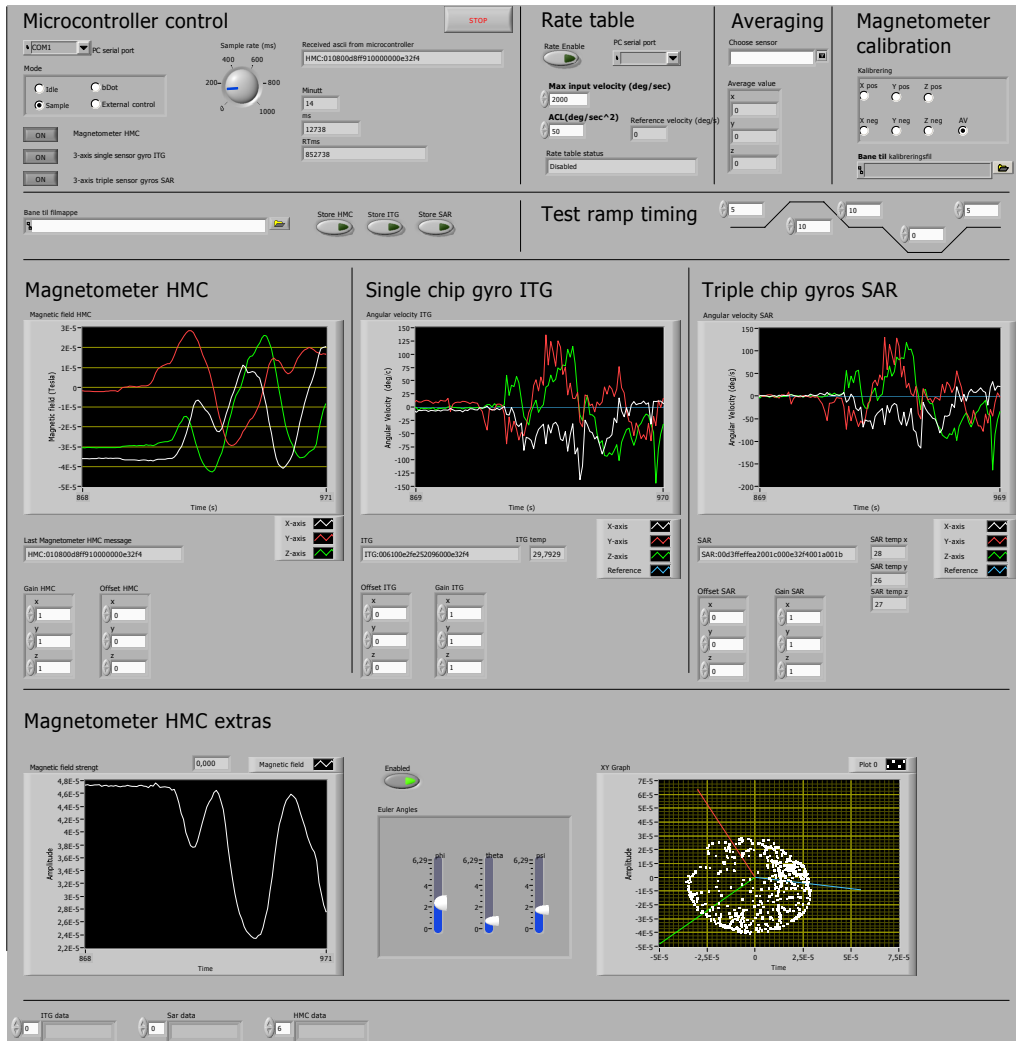 Microcontroller control
STOP
COM1
PC serial port
Mode
Idle
bDot
Sample
External control
Sample rate (ms)
400 600
200 800
0 1000
Received ascii from microcontroller
HMC:010800d8ff910000000e32f4
Minutt
14
ms
12738
RTms
852738
ON Magnetometer HMC
ON 3-axis single sensor gyro ITG
ON 3-axis triple sensor gyros SAR
Rate table
Rate Enable
PC serial port
Max input velocity (deg/sec)
2000
ACL(deg/sec^2)
50
Reference velocity (deg/s)
0
Rate table status
Disabled
Averaging
Choose sensor
Average value
x
0
y
0
z
0
Magnetometer
calibration
Kalibrering
X pos Y pos Z pos
X neg Y neg Z neg AV
Bane til kalibreringsfil
Bane til filmappe
Store HMC Store ITG Store SAR
Test ramp timing
5
10
10
0
5
Magnetometer HMC
Magnetic field HMC
Magnetic field (Tesla)
3E-5
2E-5
1E-5
0
-1E-5
-2E-5
-3E-5
-4E-5
-5E-5
868 971
Time (s)
X-axis
Y-axis
Z-axis
Last Magnetometer HMC message
HMC:010800d8ff910000000e32f4
Gain HMC
x
1
y
1
z
1
Offset HMC
x
0
y
0
z
0
Single chip gyro ITG
Angular velocity ITG
Angular Velocity (deg/c)
150
125
100
75
50
25
0
-25
-50
-75
-100
-125
-150
869 970
Time (s)
X-axis
Y-axis
Z-axis
Reference
ITG
ITG:006100e2fe252096000e32f4
ITG temp
29,7929
Offset ITG
x
0
y
0
z
0
Gain ITG
x
1
y
1
z
1
Triple chip gyros SAR
Angular velocity SAR
Angular Velocity (deg/s)
150
100
50
0
-50
-100
-150
-200
869 969
Time (s)
X-axis
Y-axis
Z-axis
Reference
SAR
SAR:00d3ffeffea2001c000e32f4001a001b
SAR temp x
28
SAR temp y
26
SAR temp z
27
Offset SAR
x
0
y
0
z
0
Gain SAR
x
1
y
1
z
1
Magnetometer HMC extras
Magnetic field strengt
0,000
Magnetic field
Amplitude
4,8E-5
4,6E-5
4,4E-5
4,2E-5
4E-5
3,8E-5
3,6E-5
3,4E-5
3,2E-5
3E-5
2,8E-5
2,6E-5
2,4E-5
2,2E-5
868 971
Time
Enabled
Euler Angles
phi theta psi
6,29 6,29 6,29
4 4 4
2 2 2
0 0 0
XY Graph
Plot 0
Amplitude
7E-5
6E-5
5E-5
4E-5
3E-5
2E-5
1E-5
0
-1E-5
-2E-5
-3E-5
-4E-5
-5E-5
-5E-5 -2,5E-5 0 2,5E-5 5E-5 7,5E-5
Time
ITG data
0
Sar data
0
HMC data
6